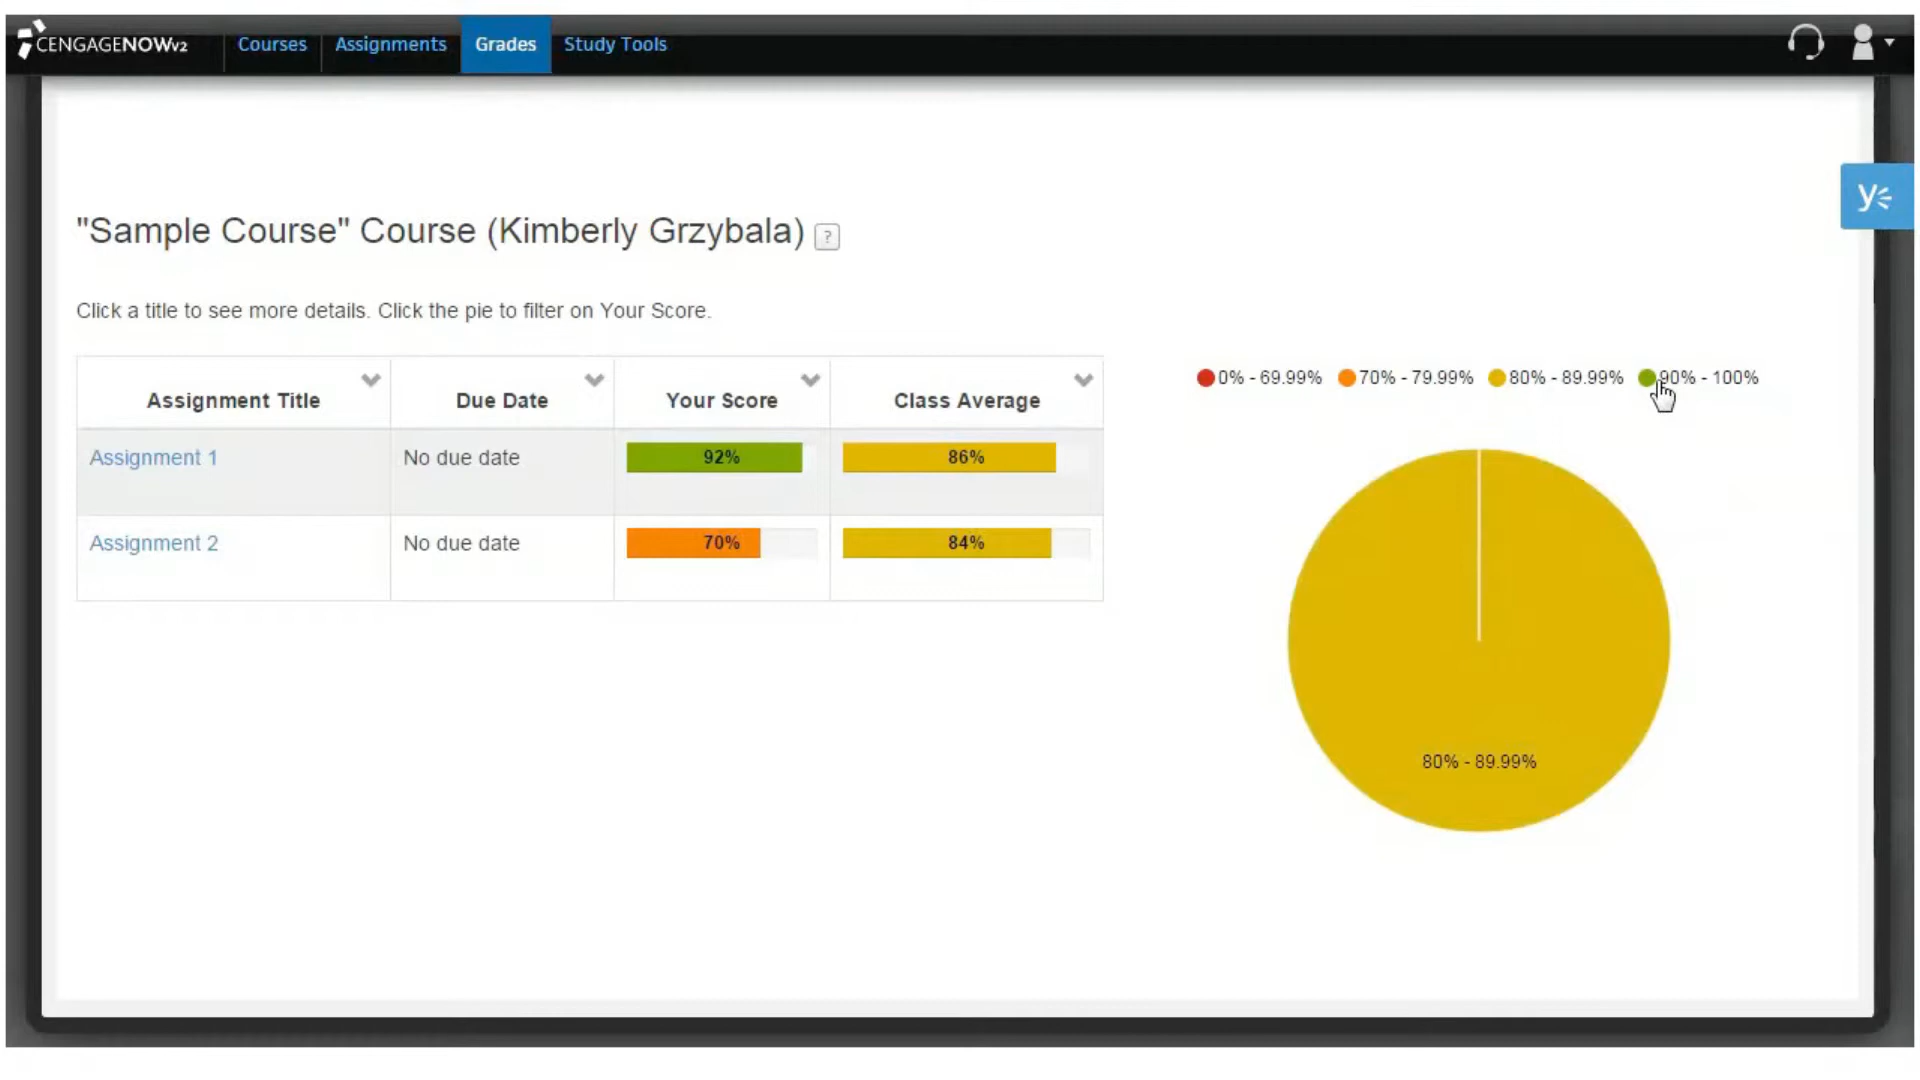 CENGAGENOWv2 Courses Assignments Grades Study Tools
y
"Sample Course" Course (Kimberly Grzybala) ?
Click a title to see more details. Click the pie to filter on Your Score.
0% - 69.99% 70% - 79.99% 80% - 89.99% 90% - 100%
Assignment Title Due Date Your Score Class Average
Assignment 1 No due date 92% 86%
Assignment 2 No due date 70% 84%
80% - 89.99%